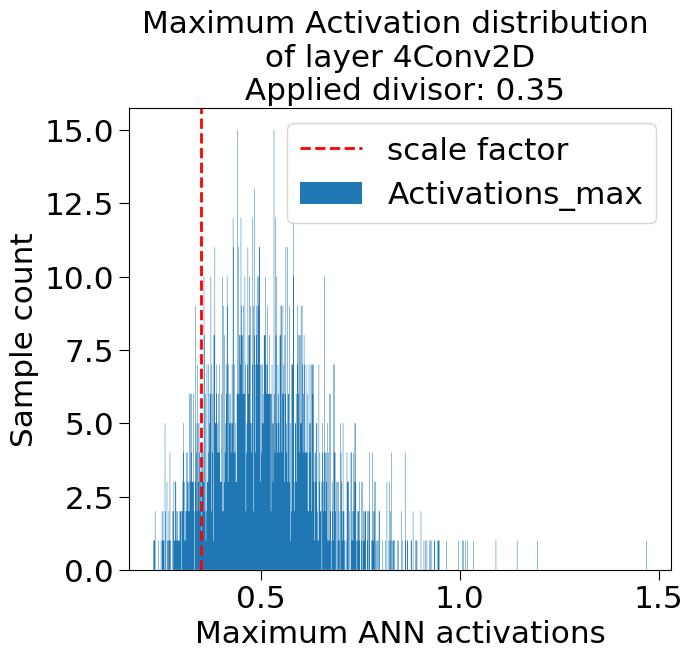 Maximum Activation distribution
of layer 4Conv2D
Applied divisor: 0.35
scale factor
Activations_max
15.0
12.5
10.0
7.5
5.0
2.5
0.0
Sample count
0.5
1.0
1.5
Maximum ANN activations